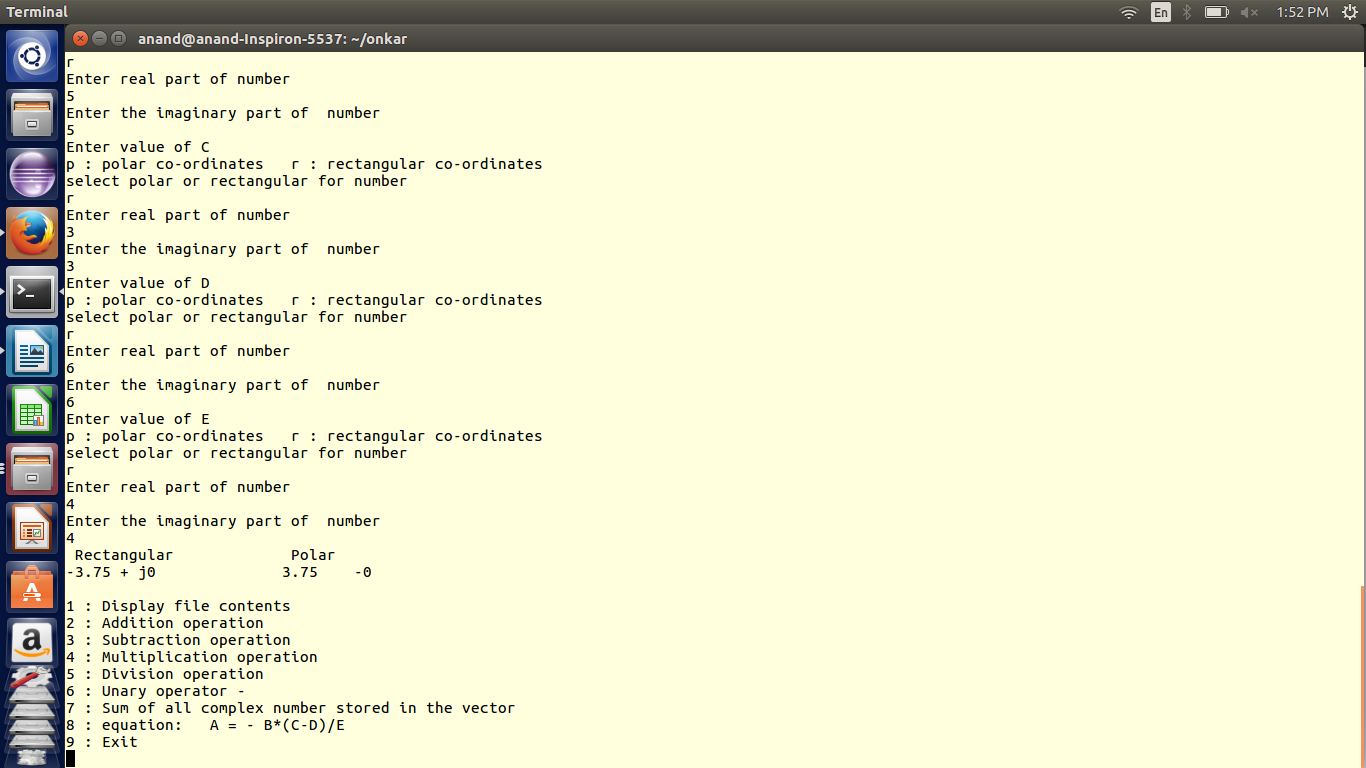 Terminal
En
1:52 PM
anand@anand-Inspiron-5537: ~/onkar
r
Enter real part of number
5
Enter the imaginary part of  number
5
Enter value of C
p : polar co-ordinates   r : rectangular co-ordinates
select polar or rectangular for number
r
Enter real part of number
3
Enter the imaginary part of  number
3
Enter value of D
p : polar co-ordinates   r : rectangular co-ordinates
select polar or rectangular for number
r
Enter real part of number
6
Enter the imaginary part of  number
6
Enter value of E
p : polar co-ordinates   r : rectangular co-ordinates
select polar or rectangular for number
r
Enter real part of number
4
Enter the imaginary part of  number
4
 Rectangular             Polar
-3.75 + j0              3.75    -0
1 : Display file contents
2 : Addition operation
3 : Subtraction operation
4 : Multiplication operation
5 : Division operation
6 : Unary operator -
7 : Sum of all complex number stored in the vector
8 : equation:   A = - B*(C-D)/E
9 : Exit